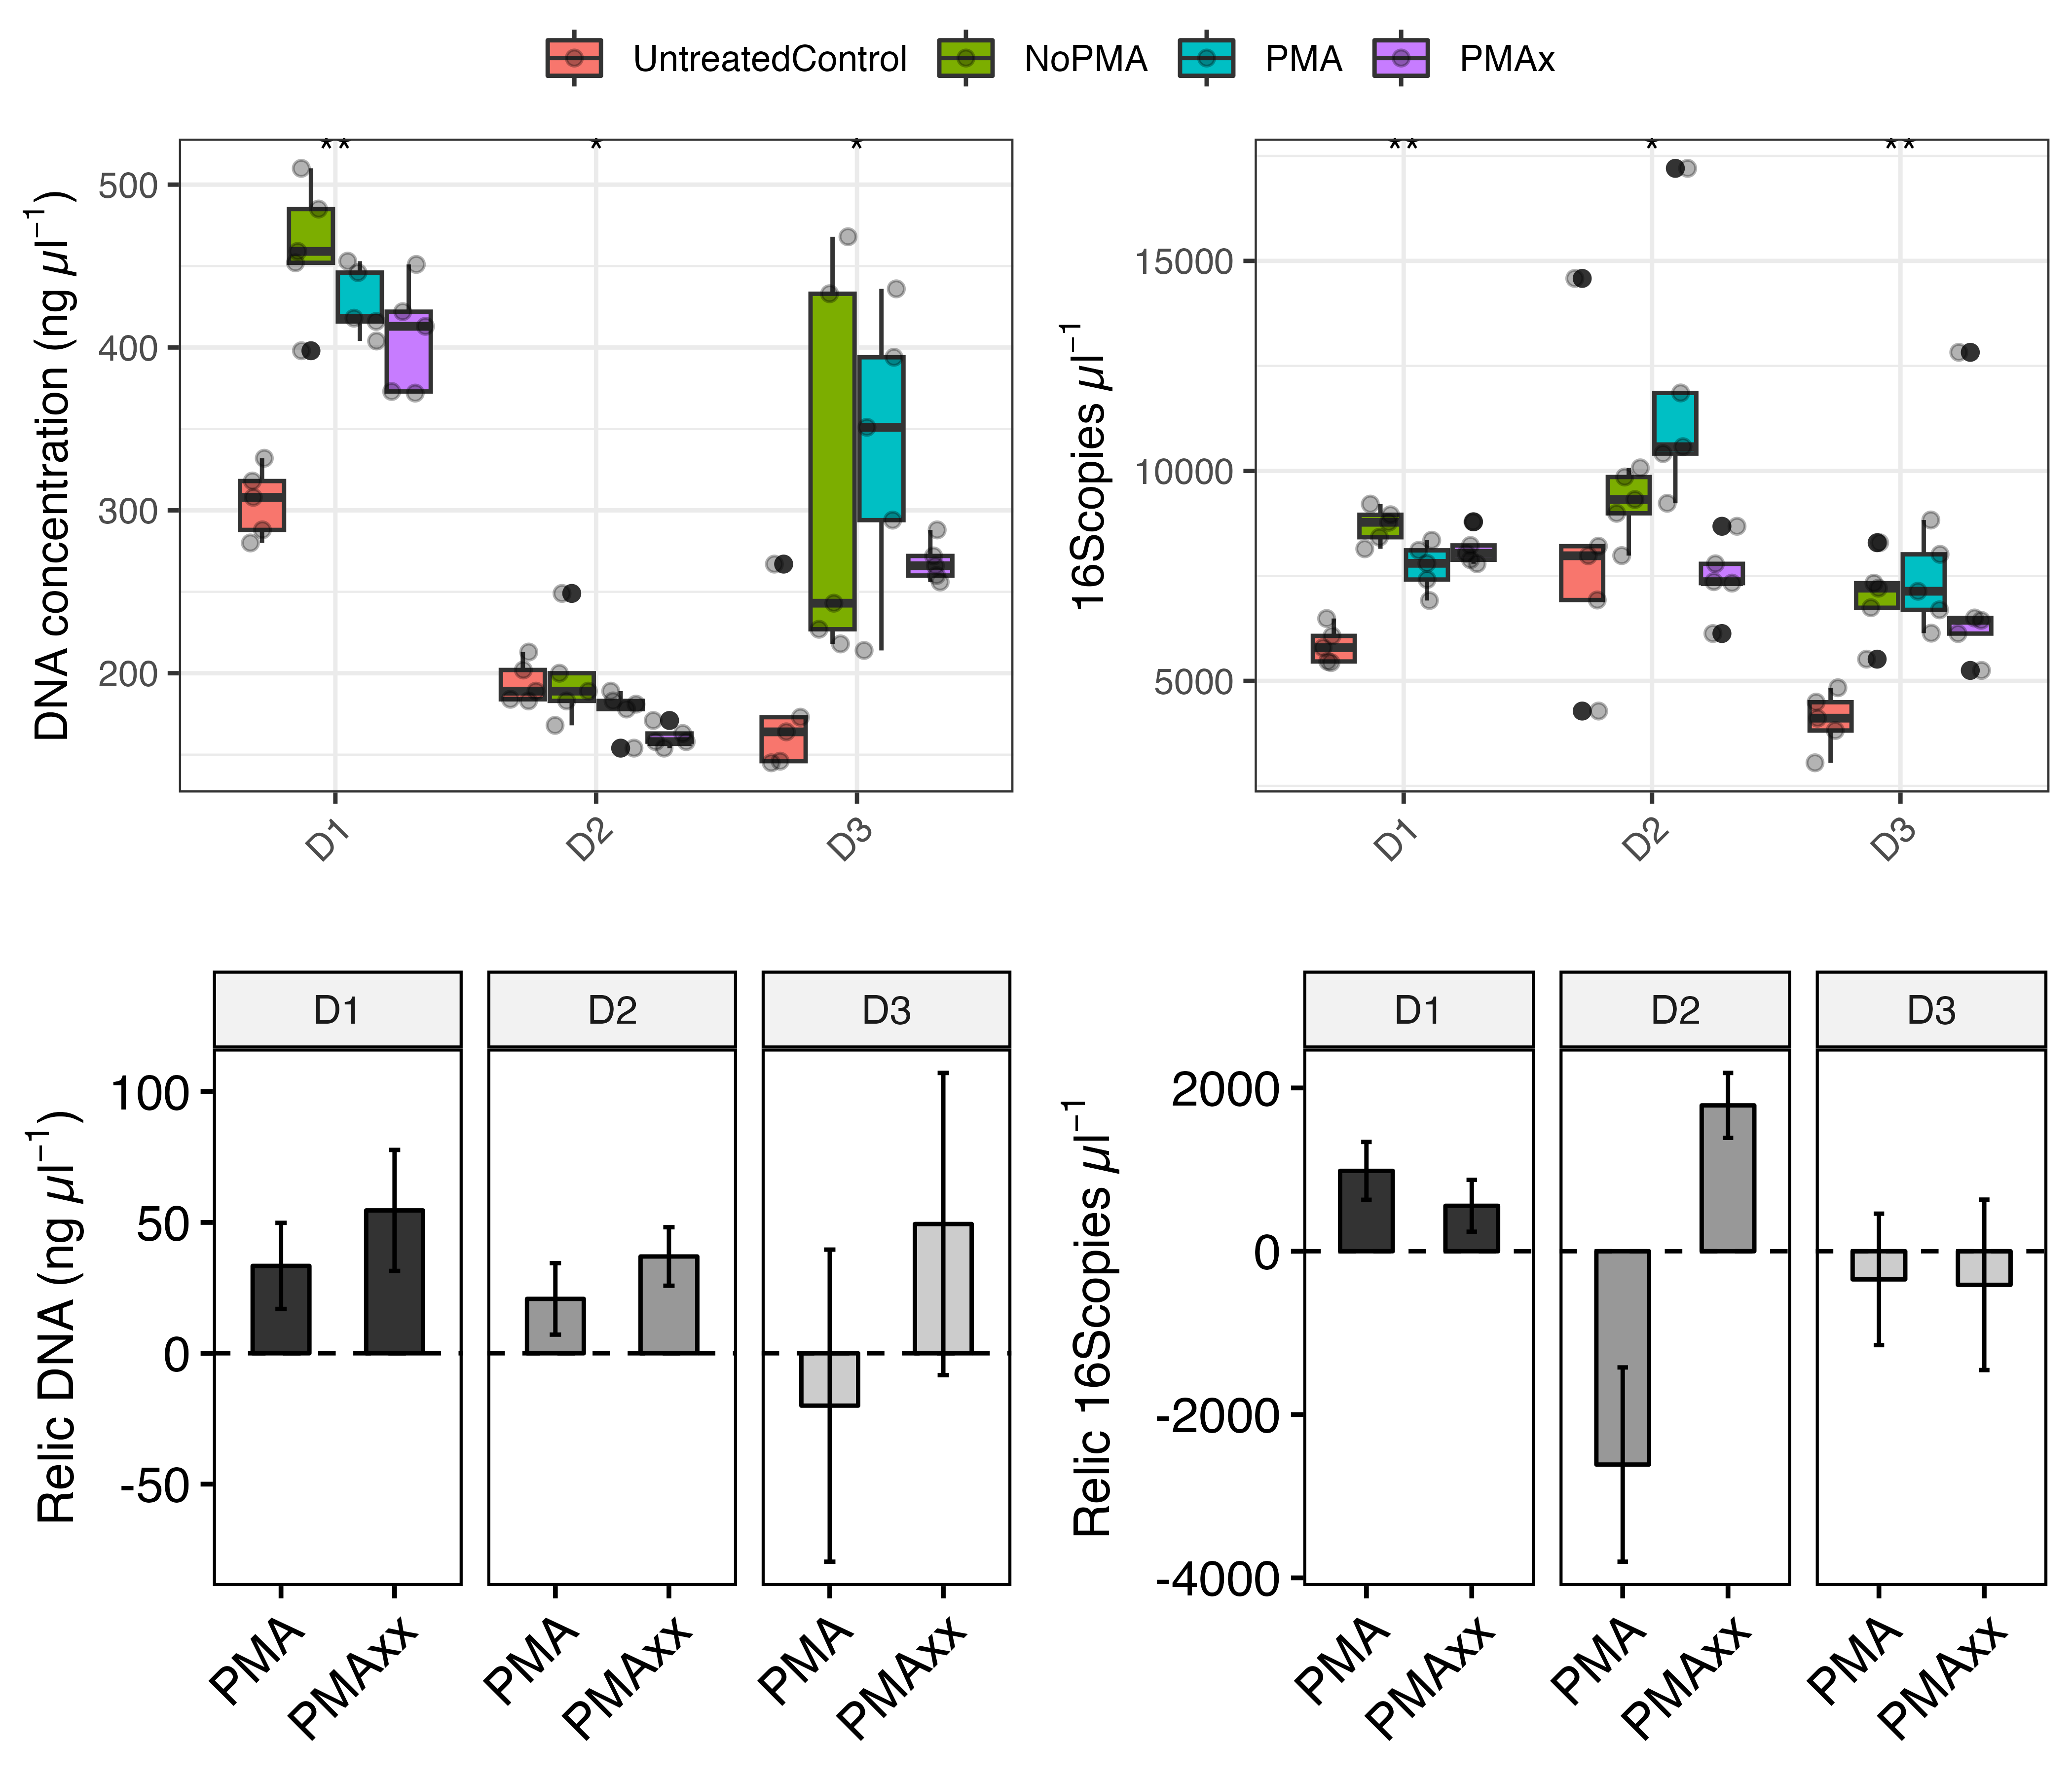 UntreatedControl NoPMA PMA PMAx
** * *
DNA concentration (ng µl⁻¹)
500
400
300
200
D1 D2 D3
** * **
16Scopies µl⁻¹
15000
10000
5000
D1 D2 D3
D1 D2 D3
Relic DNA (ng µl⁻¹)
100
50
0
-50
PMA PMAxx PMA PMAxx PMA PMAxx
D1 D2 D3
Relic 16Scopies µl⁻¹
2000
0
-2000
-4000
PMA PMAxx PMA PMAxx PMA PMAxx